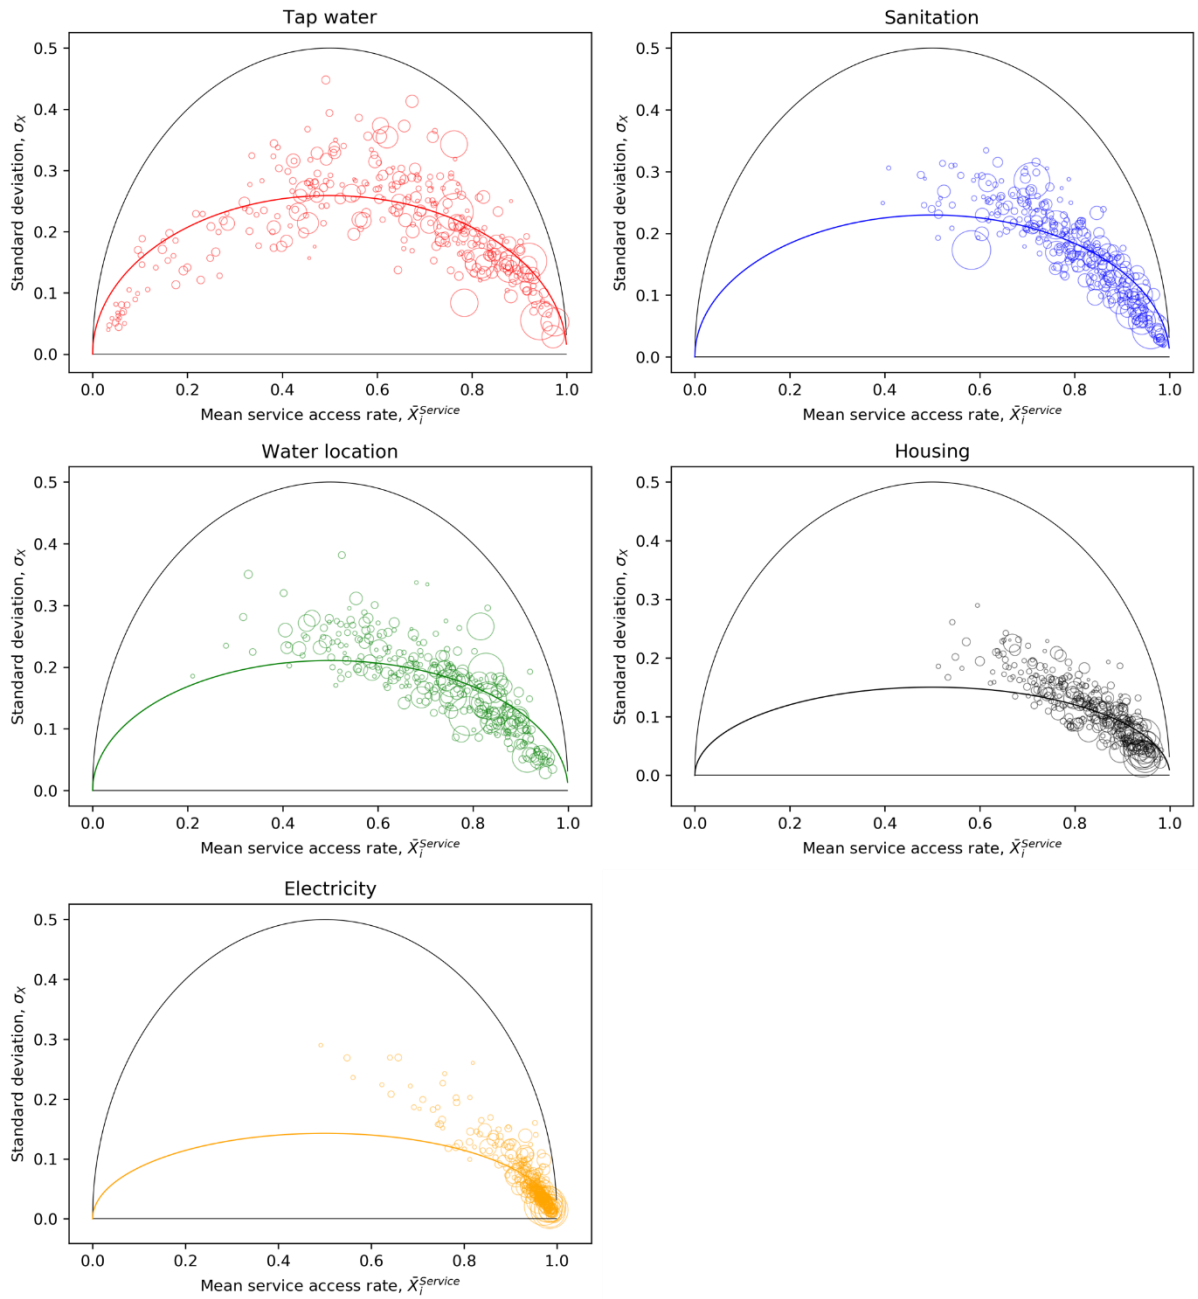 Tap water
0.5
0.4
0.3
0.2
0.1
0.0
Standard deviation, σX
0.0 0.2 0.4 0.6 0.8 1.0
Mean service access rate, X̄ᵢ^Service
Sanitation
0.5
0.4
0.3
0.2
0.1
0.0
Standard deviation, σX
0.0 0.2 0.4 0.6 0.8 1.0
Mean service access rate, X̄ᵢ^Service
Water location
0.5
0.4
0.3
0.2
0.1
0.0
Standard deviation, σX
0.0 0.2 0.4 0.6 0.8 1.0
Mean service access rate, X̄ᵢ^Service
Housing
0.5
0.4
0.3
0.2
0.1
0.0
Standard deviation, σX
0.0 0.2 0.4 0.6 0.8 1.0
Mean service access rate, X̄ᵢ^Service
Electricity
0.5
0.4
0.3
0.2
0.1
0.0
Standard deviation, σX
0.0 0.2 0.4 0.6 0.8 1.0
Mean service access rate, X̄ᵢ^Service